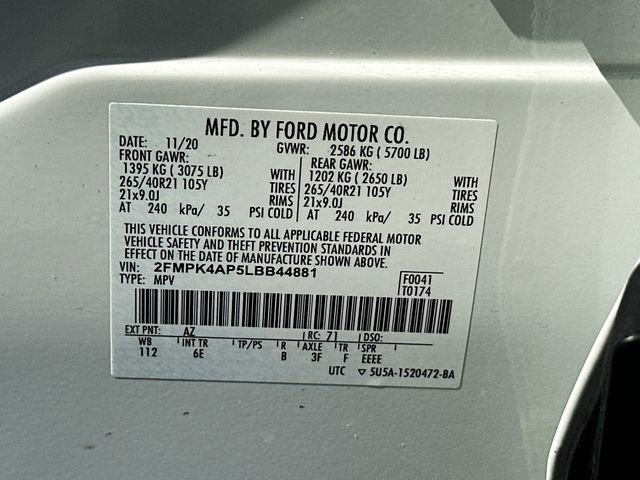 MFD. BY FORD MOTOR CO.
DATE: 11/20 GVWR: 2586 KG ( 5700 LB)
FRONT GAWR: REAR GAWR:
1395 KG ( 3075 LB) WITH 1202 KG ( 2650 LB) WITH
265/40R21 105Y TIRES 265/40R21 105Y TIRES
21x9.0J RIMS 21x9.0J RIMS
AT 240 kPa/ 35 PSI COLD AT 240 kPa/ 35 PSI COLD
THIS VEHICLE CONFORMS TO ALL APPLICABLE FEDERAL MOTOR
VEHICLE SAFETY AND THEFT PREVENTION STANDARDS IN
EFFECT ON THE DATE OF MANUFACTURE SHOWN ABOVE.
VIN: 2FMPK4AP5LBB44881 F0041
TYPE: MPV T0174
EXT PNT: AZ RC: 71 DSO:
WB INT TR TP/PS R AXLE TR SPR
112 6E B 3F F EEEE
UTC ▽ 5U5A-1520472-BA